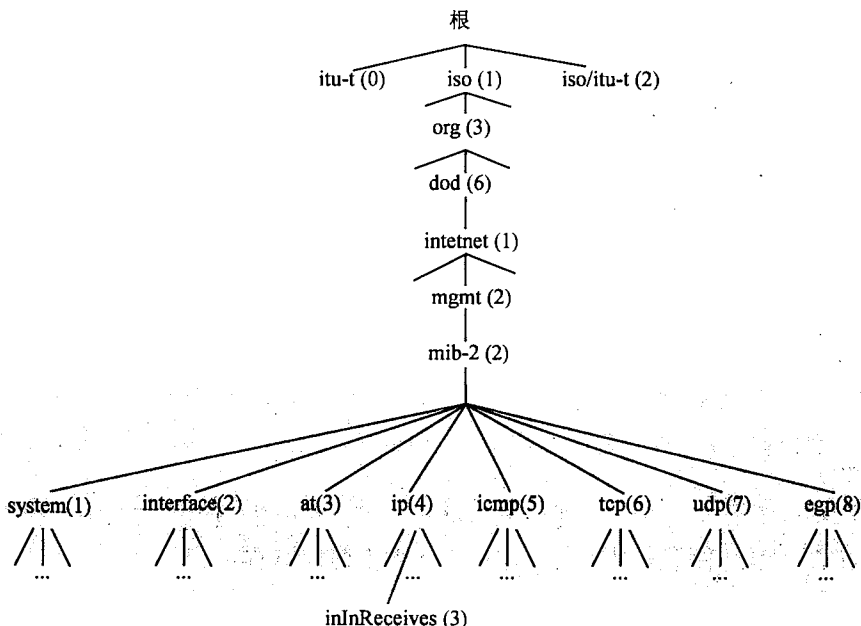 根
itu-t (0) iso (1) iso/itu-t (2)
org (3)
dod (6)
intetnet (1)
mgmt (2)
mib-2 (2)
system(1) interface(2) at(3) ip(4) icmp(5) tcp(6) udp(7) egp(8)
... ... ... ... ... ... ... ...
inInReceives (3)